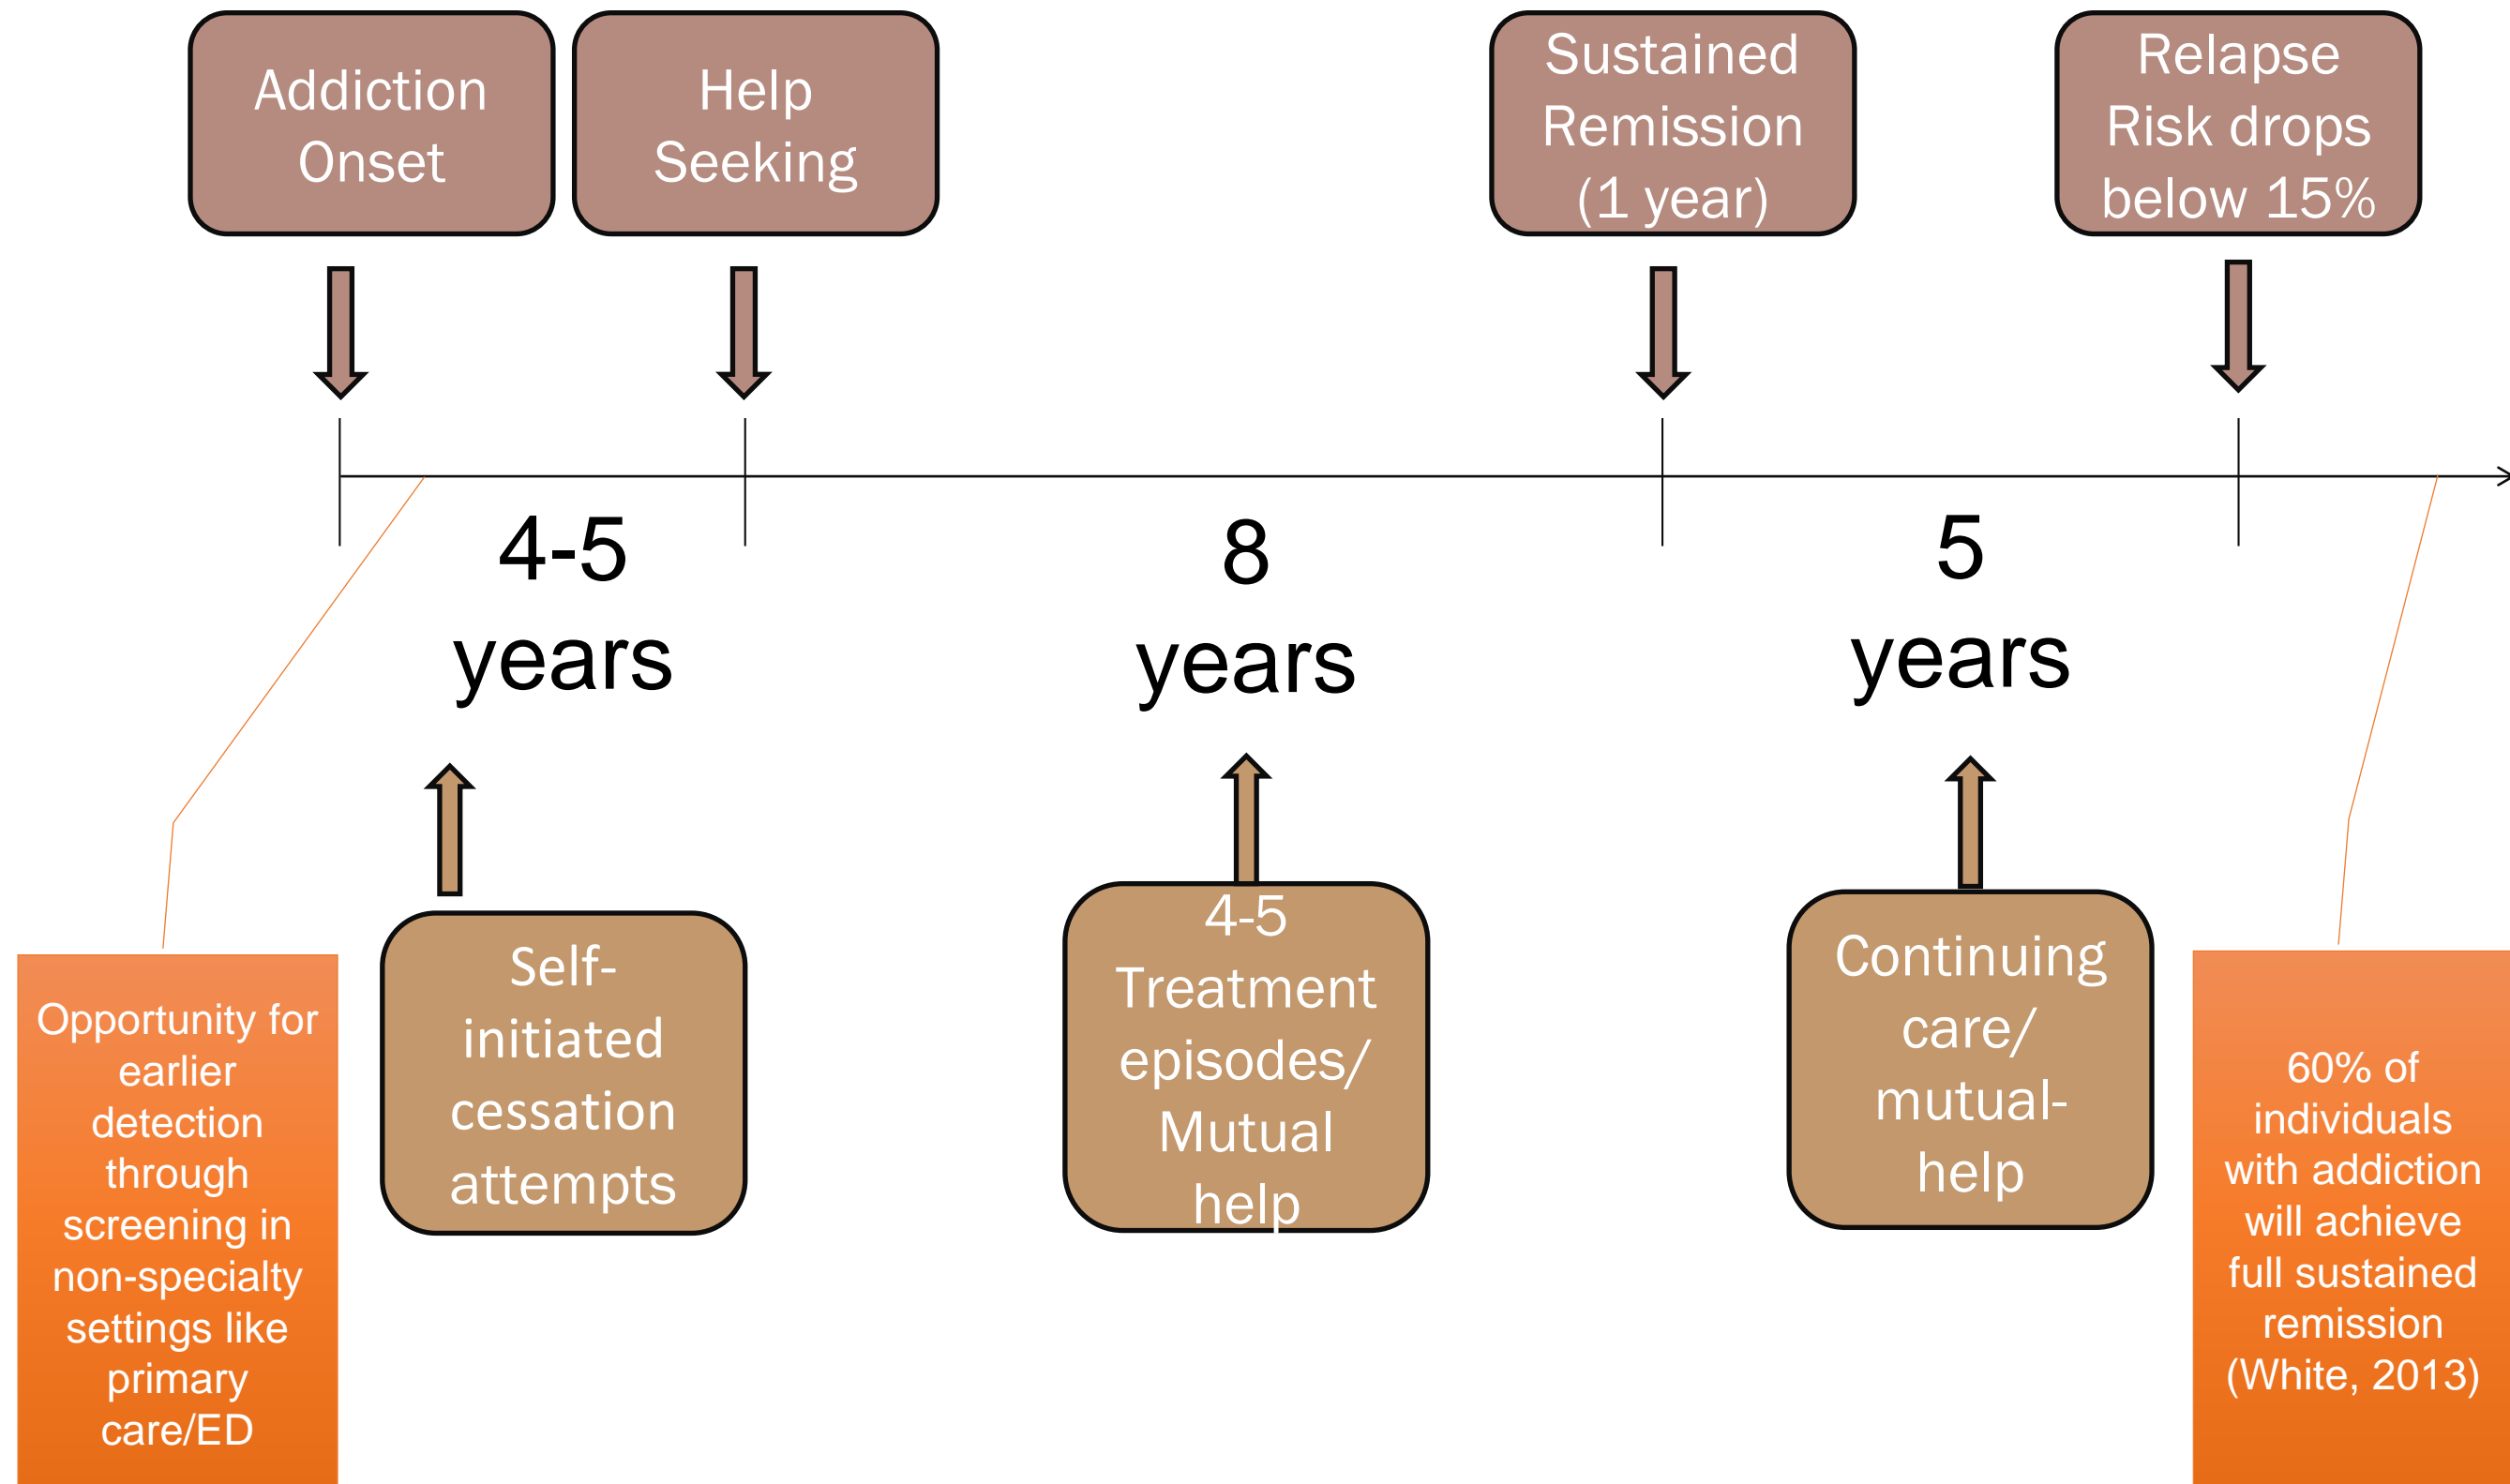 Addiction
Onset
Help
Seeking
Sustained
Remission
(1 year)
Relapse
Risk drops
below 15%
4-5
years
8
years
5
years
Self-
initiated
cessation
attempts
4-5
Treatment
episodes/
Mutual
help
Continuing
care/
mutual-
help
Opportunity for
earlier
detection
through
screening in
non-specialty
settings like
primary
care/ED
60% of
individuals
with addiction
will achieve
full sustained
remission
(White, 2013)